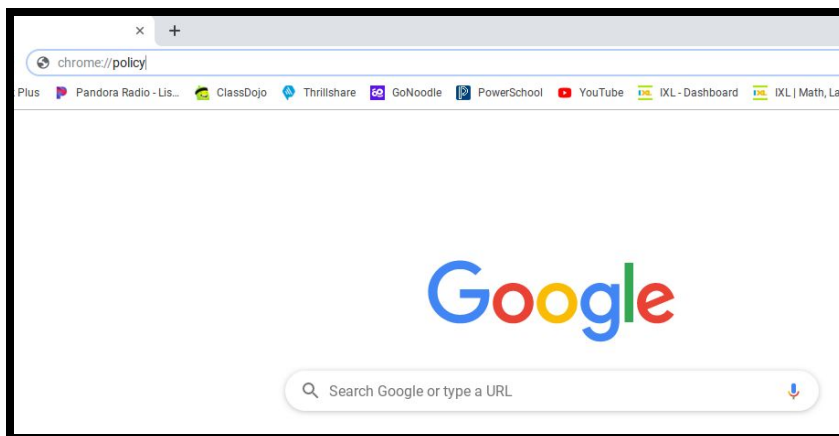 chrome://policy
Plus Pandora Radio - Lis... ClassDojo Thrillshare GoNoodle PowerSchool YouTube IXL - Dashboard IXL | Math, La
Google
Search Google or type a URL